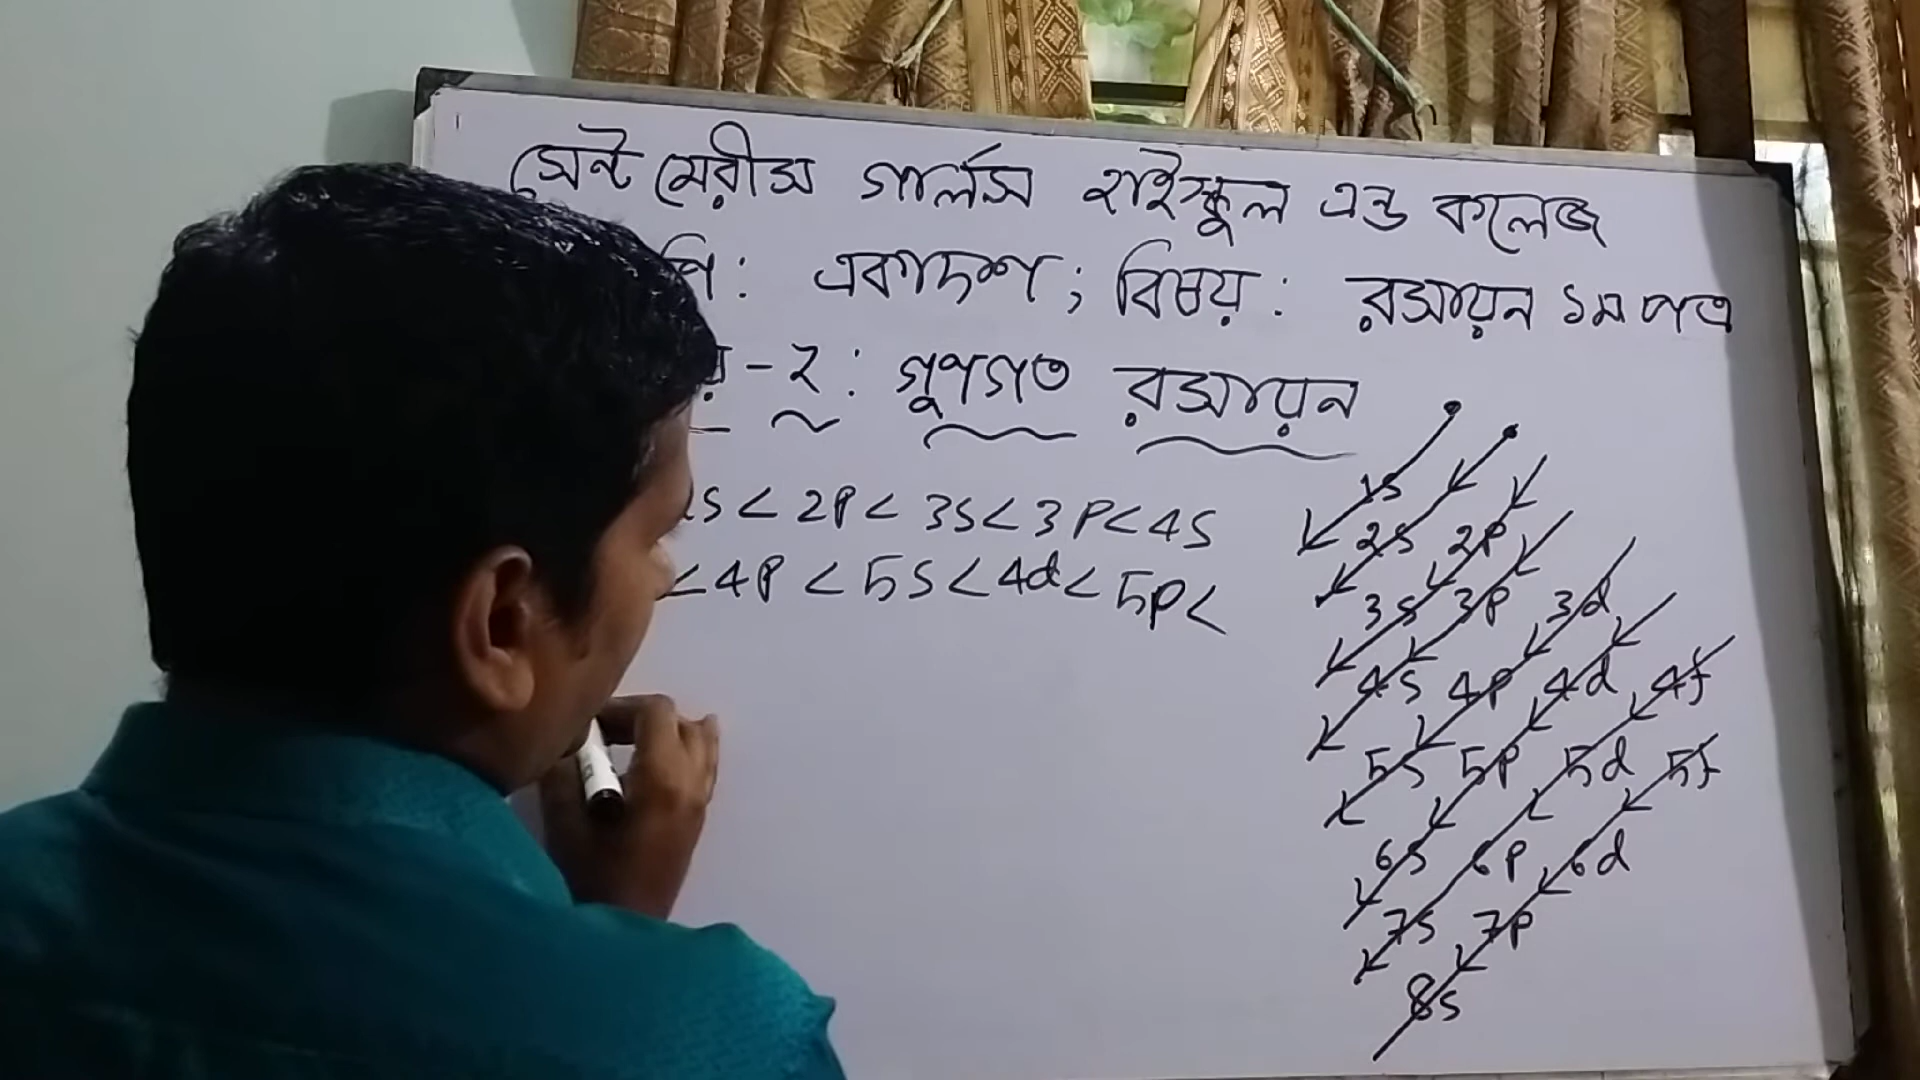 সেন্ট মেরীস গার্লস হাইস্কুল এন্ড কলেজ
: একাদশ ; বিষয় : রসায়ন ১ম পত্র
- ২ : গুণগত রসায়ন
S < 2P < 3S < 3P < 4S
< 4P < 5S < 4d < 5P <
1S
2S 2P
3S 3P 3d
4S 4P 4d 4f
5S 5P 5d 5f
6S 6P 6d
7S 7P
8S